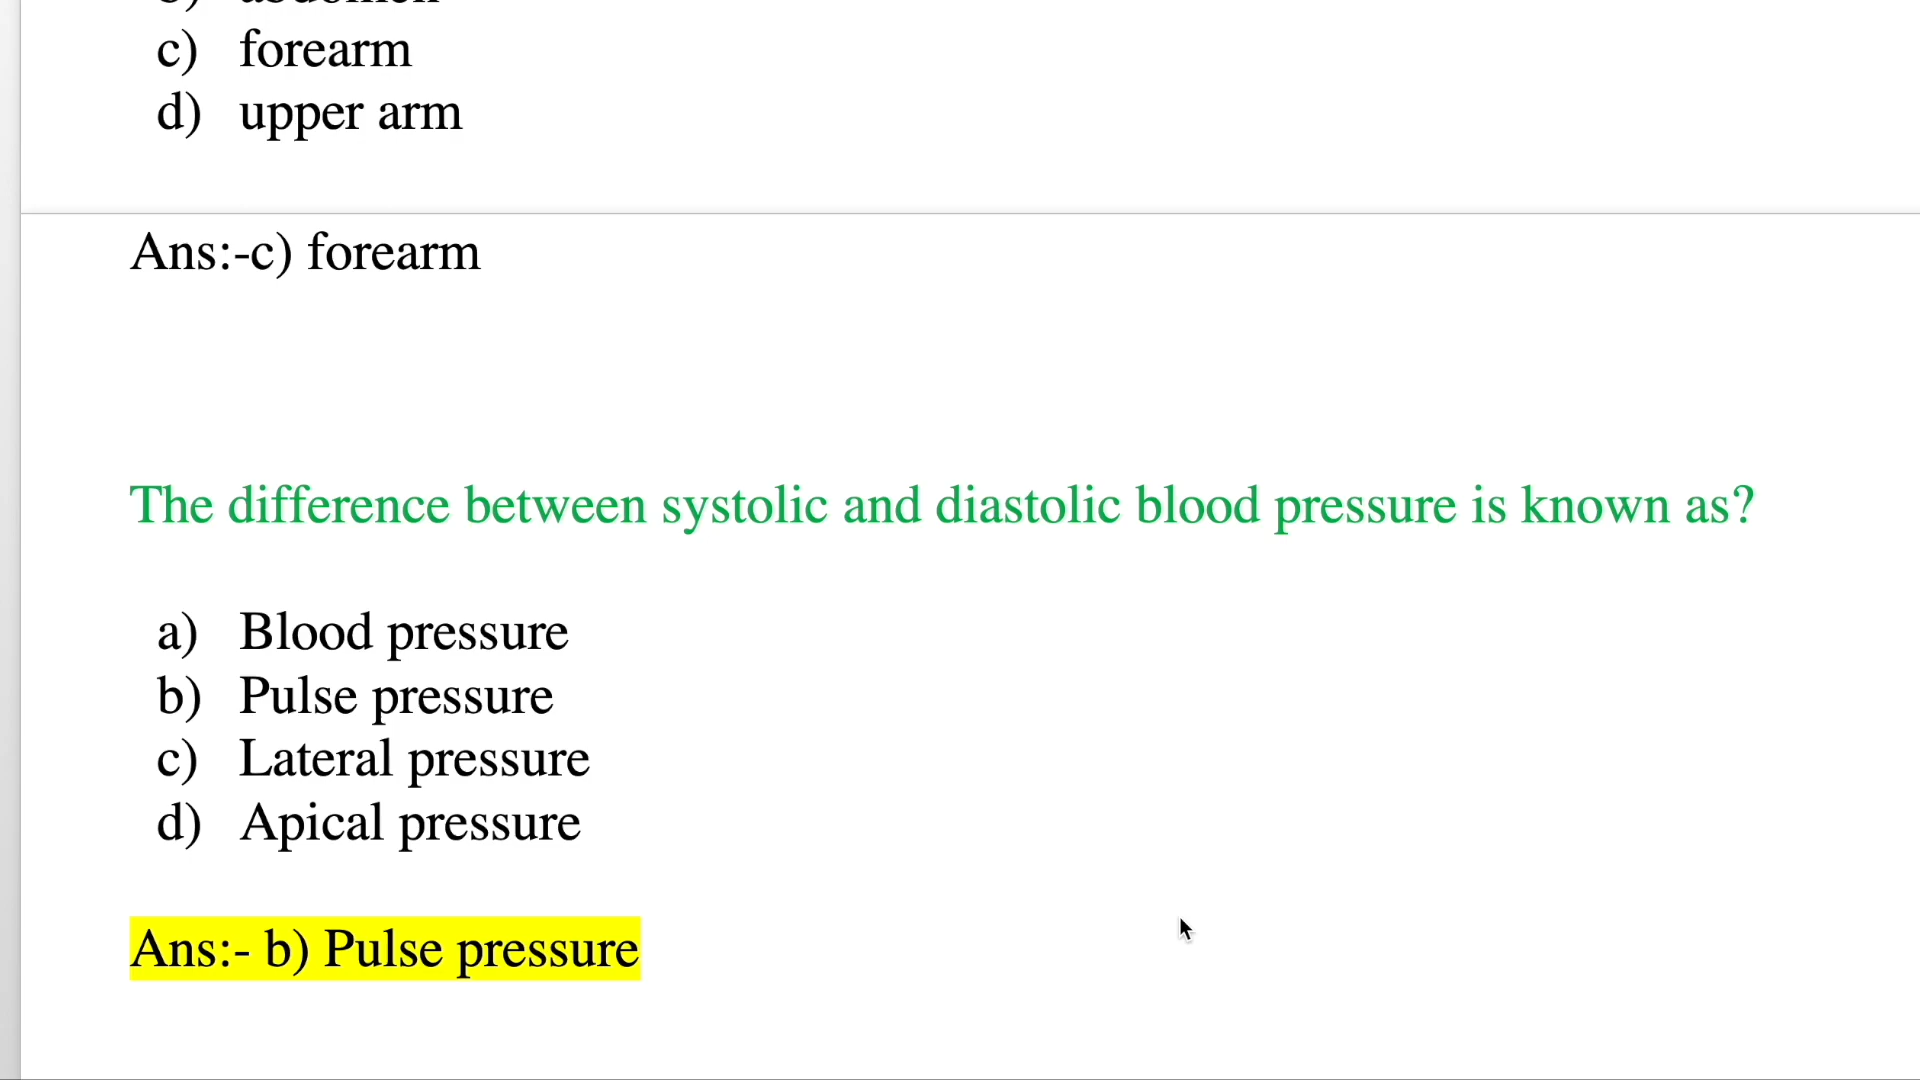 c) forearm
d) upper arm
Ans:-c) forearm
The difference between systolic and diastolic blood pressure is known as?
a) Blood pressure
b) Pulse pressure
c) Lateral pressure
d) Apical pressure
Ans:- b) Pulse pressure